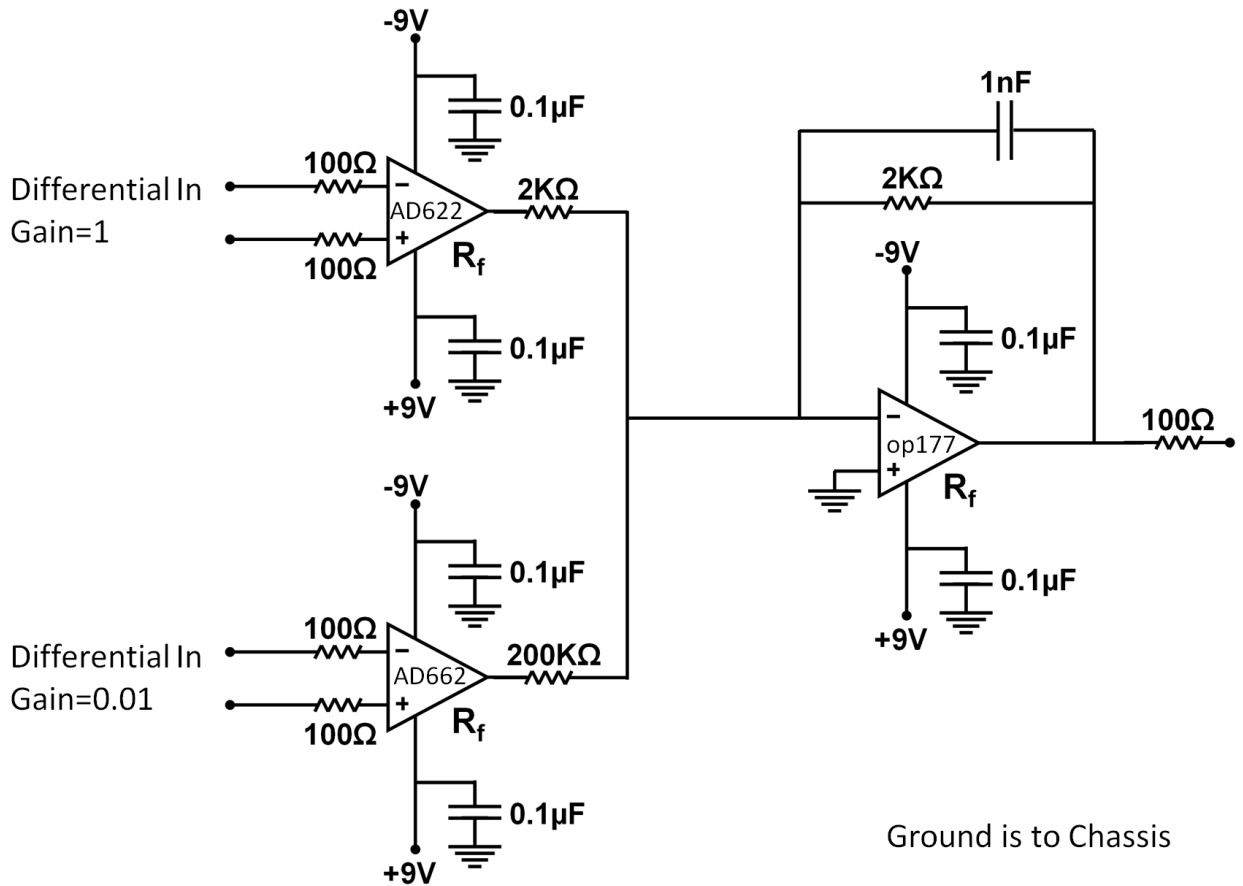 -9V
0.1µF
1nF
100Ω
2KΩ
2KΩ
Differential In
Gain=1
−
AD622
+
Rf
100Ω
-9V
0.1µF
0.1µF
+9V
100Ω
−
op177
+
Rf
-9V
0.1µF
0.1µF
+9V
100Ω
200KΩ
Differential In
Gain=0.01
−
AD662
+
Rf
100Ω
0.1µF
+9V
Ground is to Chassis